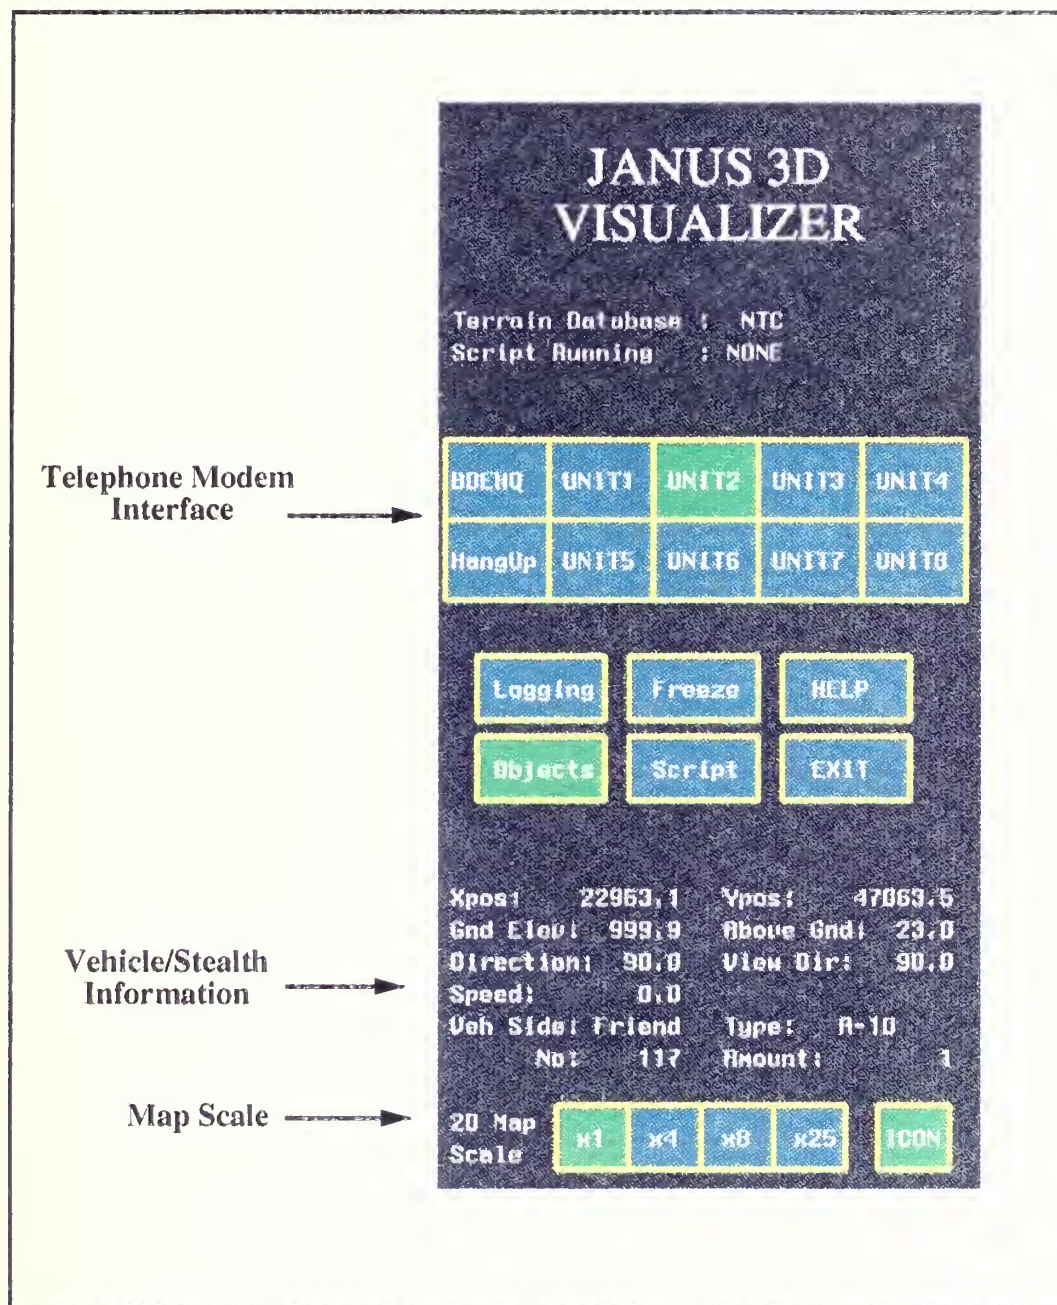 JANUS 3D
VISUALIZER
Terrain Database : NTC
Script Running : NONE
Telephone Modem
Interface
BDEHQ UNIT1 UNIT2 UNIT3 UNIT4
HangUp UNIT5 UNIT6 UNIT7 UNIT8
Logging Freeze HELP
Objects Script EXIT
Vehicle/Stealth
Information
Xpos: 22963.1 Ypos:
Gnd Elev: 999.9 Above Gnd: 23.0
Direction: 90.0 View Dir: 90.0
Speed: 0.0
Veh Side: Friend Type: A-10
No: 117 Amount: 1
Map Scale
2D Map
Scale
x1 x4 x8 x25 ICON